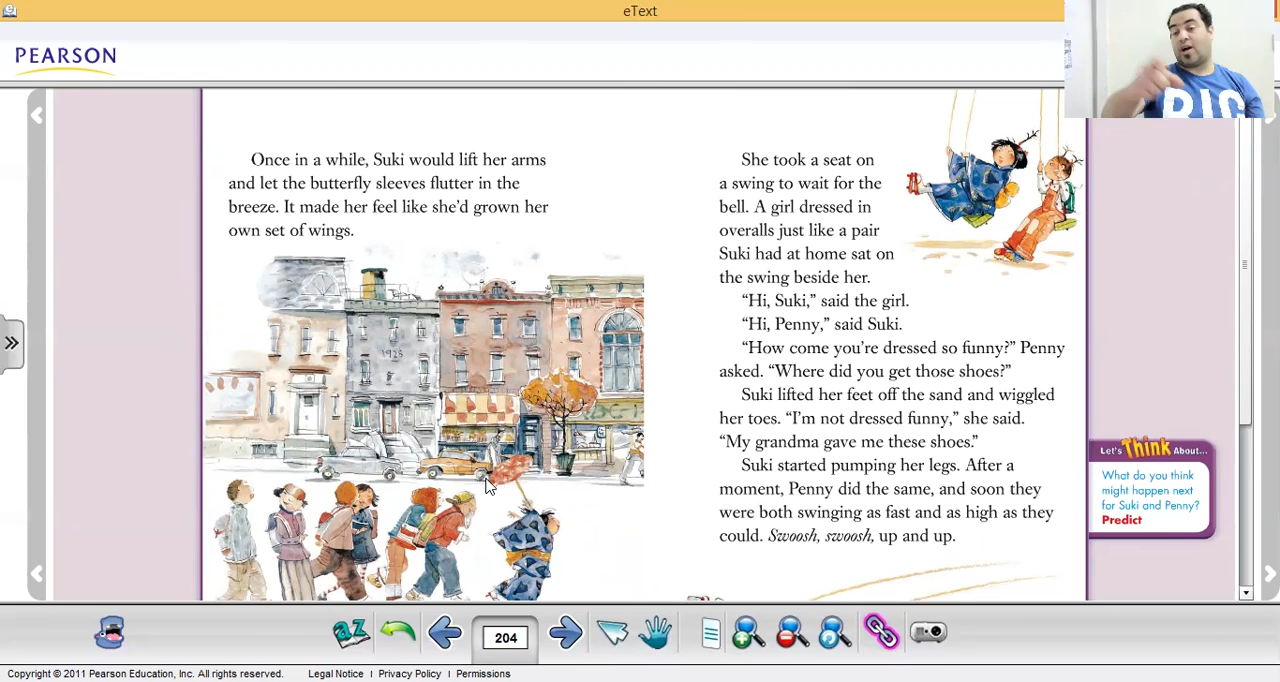 eText
PEARSON
BIG
Once in a while, Suki would lift her arms
and let the butterfly sleeves flutter in the
breeze. It made her feel like she’d grown her
own set of wings.
1926
She took a seat on
a swing to wait for the
bell. A girl dressed in
overalls just like a pair
Suki had at home sat on
the swing beside her.
“Hi, Suki,” said the girl.
“Hi, Penny,” said Suki.
“How come you’re dressed so funny?” Penny
asked. “Where did you get those shoes?”
Suki lifted her feet off the sand and wiggled
her toes. “I’m not dressed funny,” she said.
“My grandma gave me these shoes.”
Suki started pumping her legs. After a
moment, Penny did the same, and soon they
were both swinging as fast and as high as they
could. Swoosh, swoosh, up and up.
Let’s Think About...
What do you think
might happen next
for Suki and Penny?
Predict
aZ
204
Copyright © 2011 Pearson Education, Inc. All rights reserved. Legal Notice I Privacy Policy I Permissions